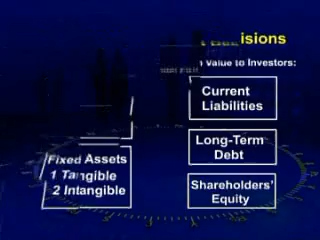 isions
Value to Investors:
Current
Liabilities
Long-Term
Debt
Fixed Assets
1 Tangible
2 Intangible
Shareholders'
Equity